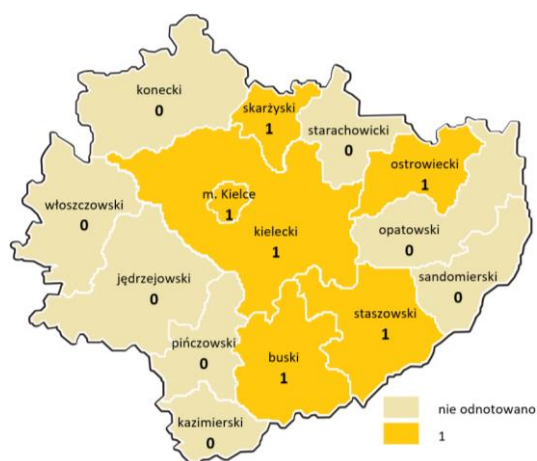 konecki
0
skarżyski
1
starachowicki
0
ostrowiecki
1
włoszczowski
0
m. Kielce
1
kielecki
1
opatowski
0
sandomierski
0
jędrzejowski
0
staszowski
1
pińczowski
0
buski
1
kazimierski
0
nie odnotowano
1